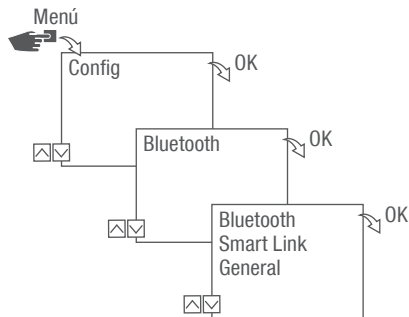 Menú
Config
OK
Bluetooth
OK
Bluetooth
Smart Link
General
OK